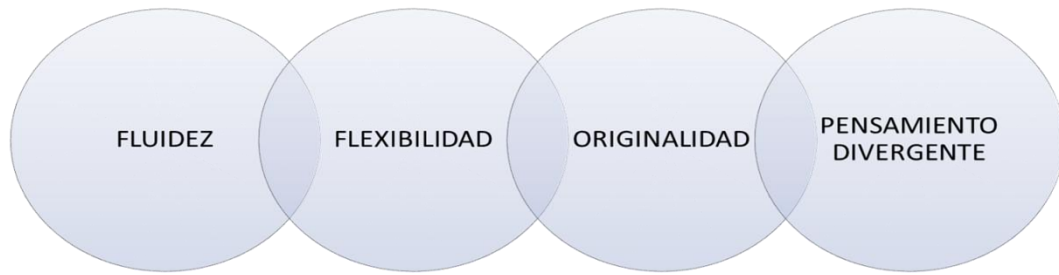 FLUIDEZ
FLEXIBILIDAD
ORIGINALIDAD
PENSAMIENTO
DIVERGENTE